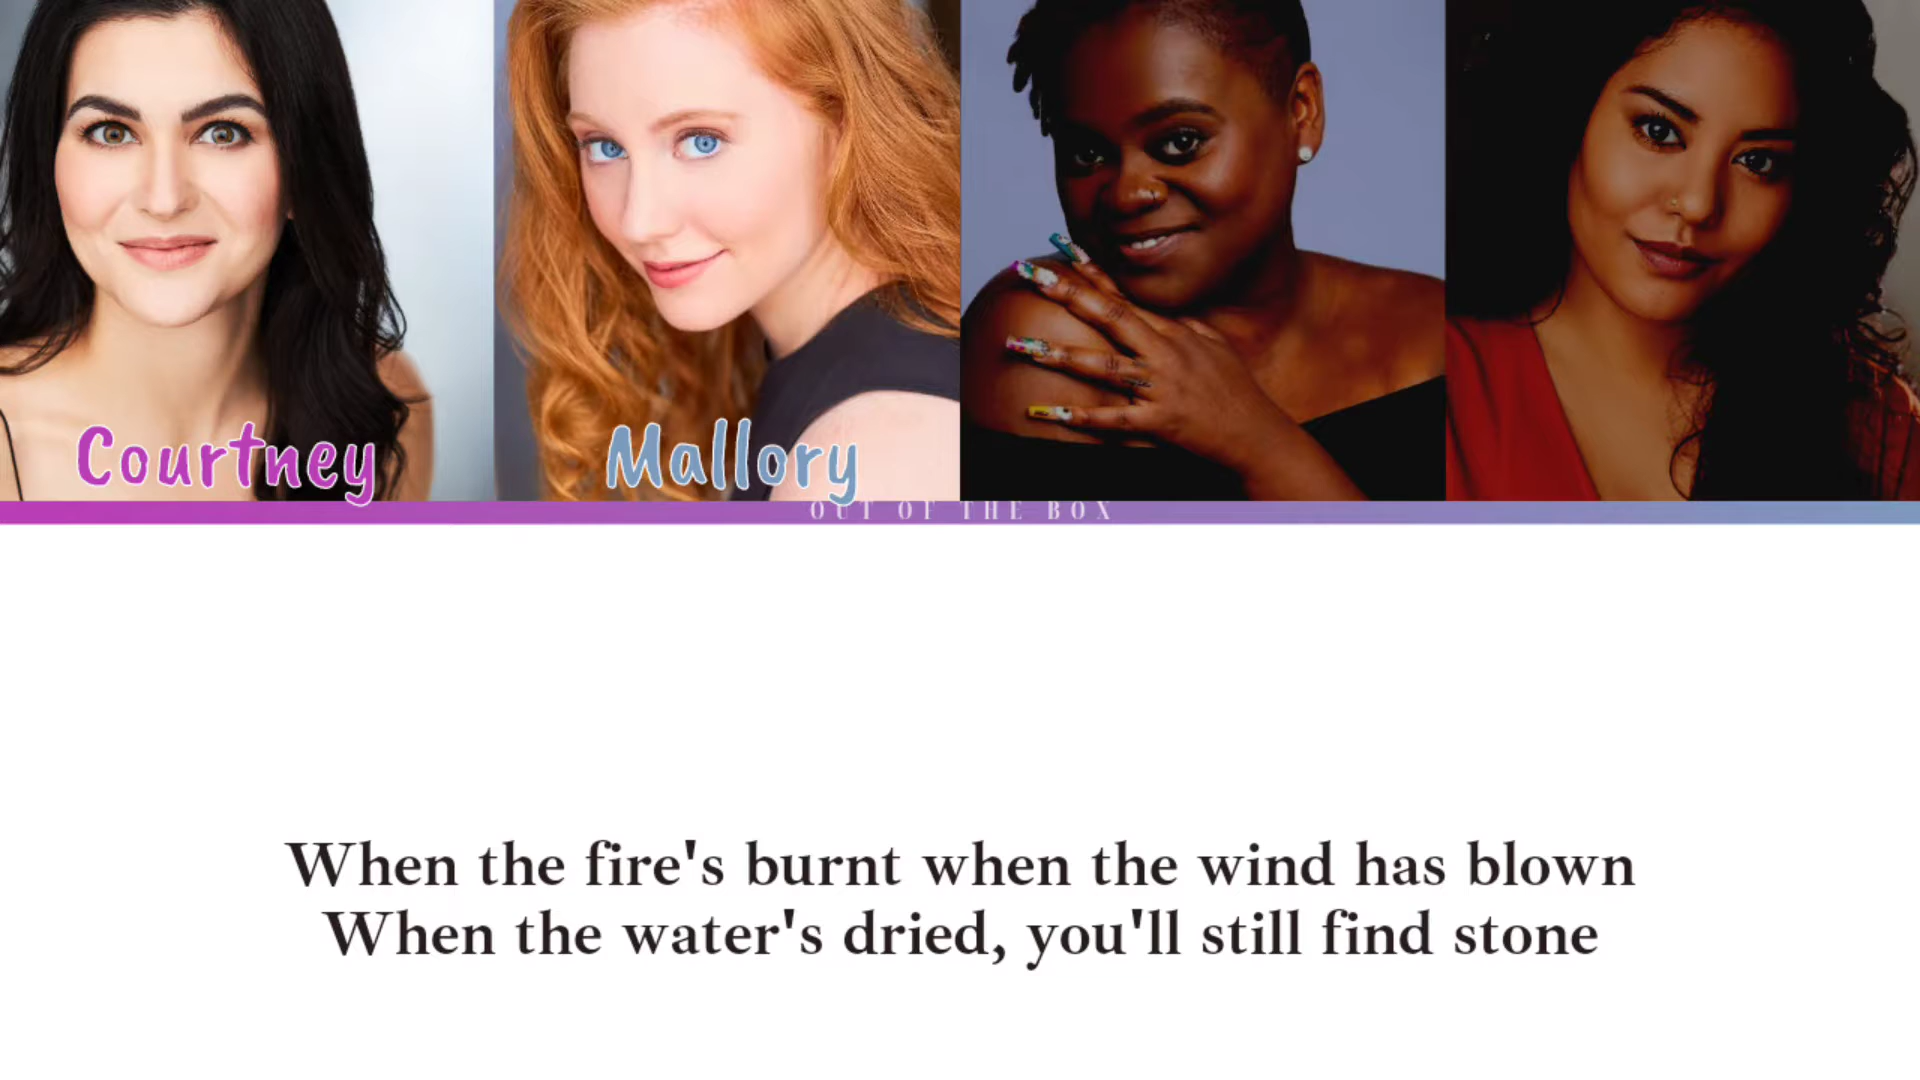 Courtney
Mallory
OUT OF THE BOX
When the fire's burnt when the wind has blown
When the water's dried, you'll still find stone